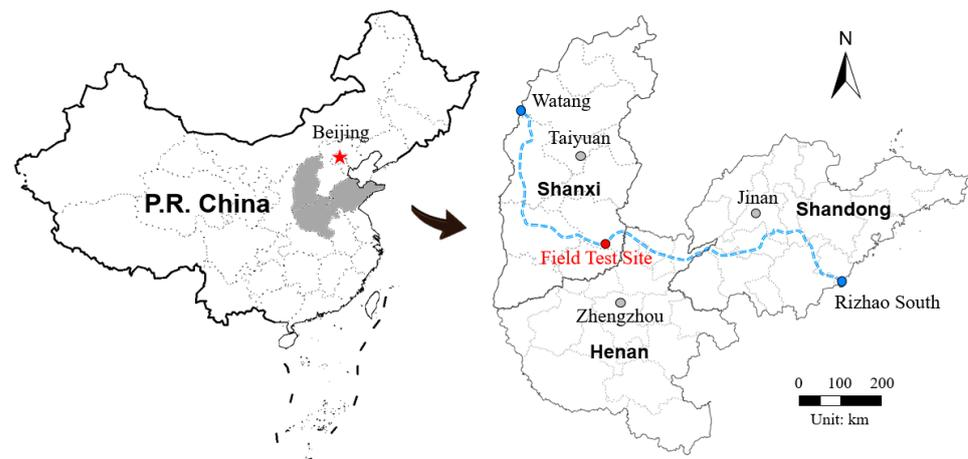 Beijing
P.R. China
N
Watang
Taiyuan
Shanxi
Jinan
Shandong
Field Test Site
Rizhao South
Zhengzhou
Henan
0 100 200
Unit: km